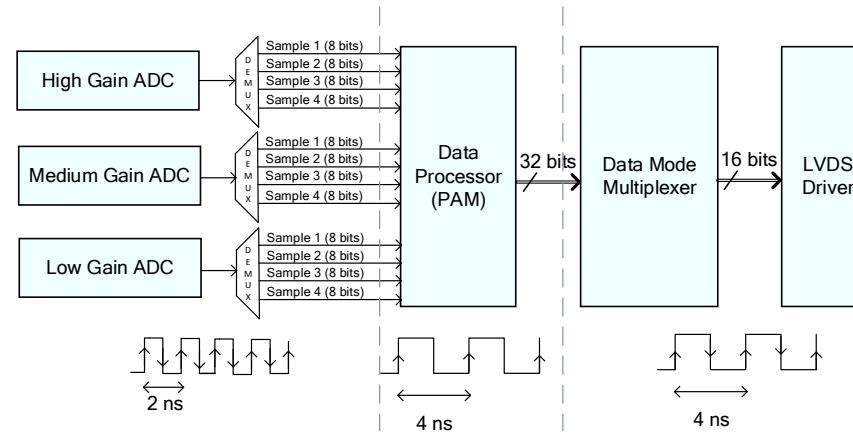 High Gain ADC
DEMUX
Sample 1 (8 bits)
Sample 2 (8 bits)
Sample 3 (8 bits)
Sample 4 (8 bits)
Medium Gain ADC
DEMUX
Sample 1 (8 bits)
Sample 2 (8 bits)
Sample 3 (8 bits)
Sample 4 (8 bits)
Low Gain ADC
DEMUX
Sample 1 (8 bits)
Sample 2 (8 bits)
Sample 3 (8 bits)
Sample 4 (8 bits)
Data
Processor
(PAM)
32 bits
Data Mode
Multiplexer
16 bits
LVDS
Driver
2 ns
4 ns
4 ns